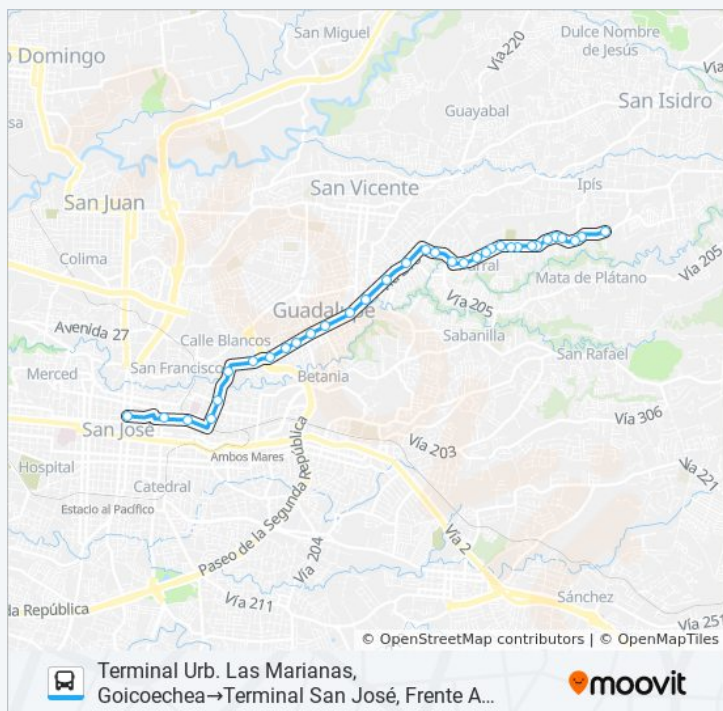 San Miguel
Dulce Nombre
de Jesús
Vía220
Domingo
San Isidro
Guayabal
San Vicente
Ipís
San Juan
Colima
Vía 205
Mata de Plátano
Guadalupe
Vía 205
Avenida 27
Sabanilla
Calle Blancos
San Rafael
San Francisco
Merced
Betania
Vía 306
San José
Vía 203
Ambos Mares
Hospital
Catedral
Vía 221
Estacio al Pacífico
Paseo de la Segunda República
Vía 2
Vía 204
Vía 211
Sánchez
República
Vía 251
© OpenStreetMap contributors | © OpenMapTiles
Terminal Urb. Las Marianas,
Goicoechea→Terminal San José, Frente A…
moovit